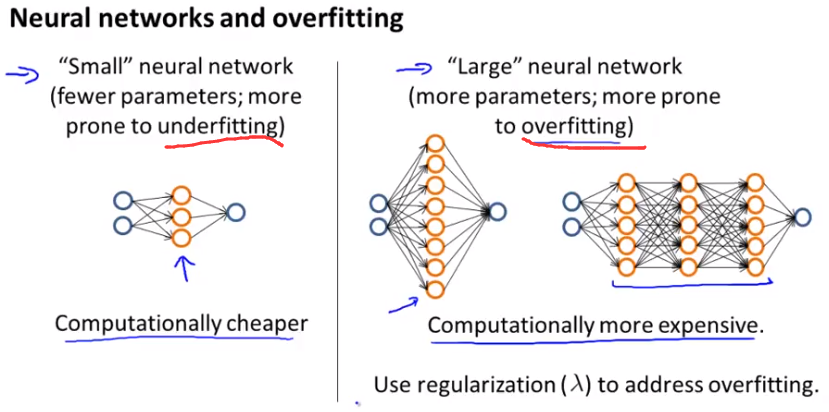 Neural networks and overfitting
"Small" neural network
(fewer parameters; more
prone to underfitting)
Computationally cheaper
"Large" neural network
(more parameters; more prone
to overfitting)
Computationally more expensive.
Use regularization (λ) to address overfitting.